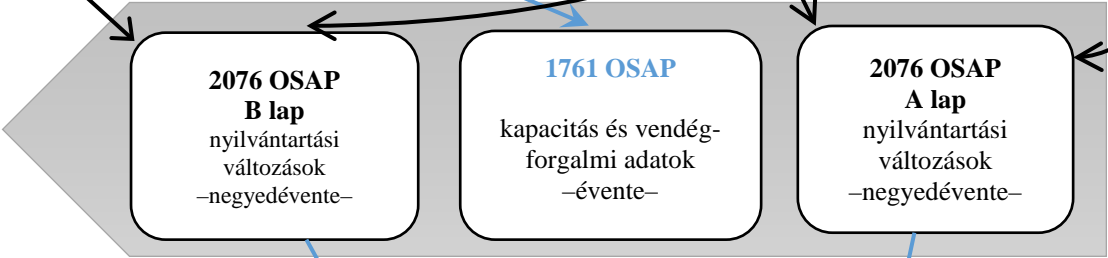 2076 OSAP
B lap
nyilvántartási
változások
–negyedévente–
1761 OSAP
kapacitás és vendég-
forgalmi adatok
–évente–
2076 OSAP
A lap
nyilvántartási
változások
–negyedévente–